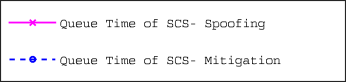 Queue Time of SCS- Spoofing
Queue Time of SCS- Mitigation